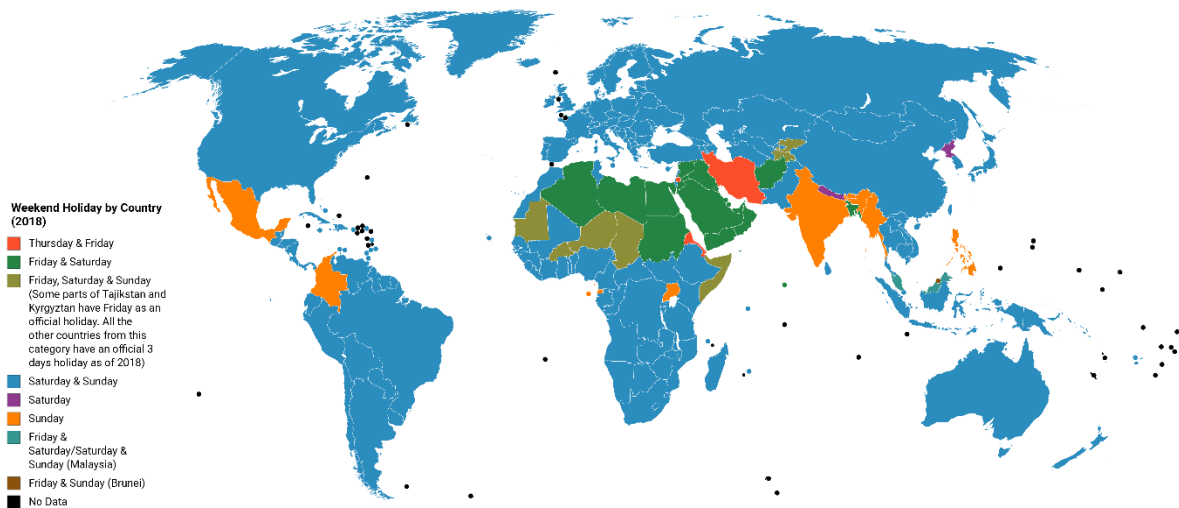 Weekend Holiday by Country
(2018)
Thursday & Friday
Friday & Saturday
Friday, Saturday & Sunday
(Some parts of Tajikstan and
Kyrgyztan have Friday as an
official holiday. All the
other countries from this
category have an official 3
days holiday as of 2018)
Saturday & Sunday
Saturday
Sunday
Friday &
Saturday/Saturday &
Sunday (Malaysia)
Friday & Sunday (Brunei)
No Data